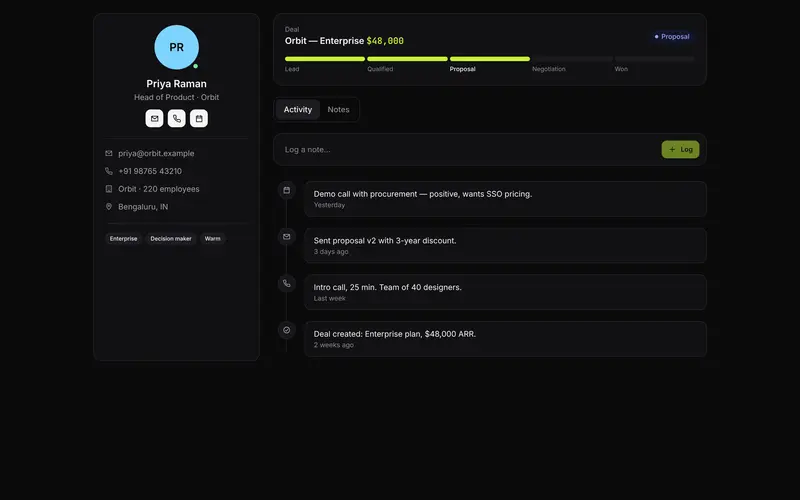 PR
Priya Raman
Head of Product · Orbit
priya@orbit.example
+91 98765 43210
Orbit · 220 employees
Bengaluru, IN
Enterprise
Decision maker
Warm
Deal
Orbit — Enterprise $48,000
Proposal
Lead
Qualified
Proposal
Negotiation
Won
Activity
Notes
Log a note...
+ Log
Demo call with procurement — positive, wants SSO pricing.
Yesterday
Sent proposal v2 with 3-year discount.
3 days ago
Intro call, 25 min. Team of 40 designers.
Last week
Deal created: Enterprise plan, $48,000 ARR.
2 weeks ago